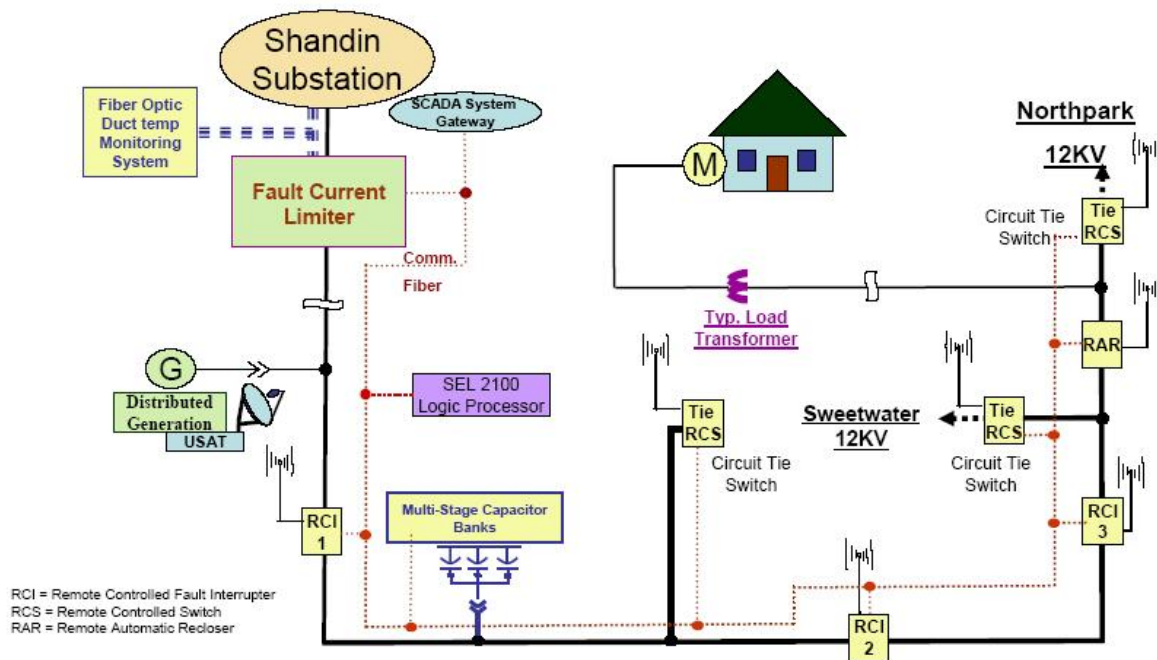 Shandin
Substation
Fiber Optic
Duct temp
Monitoring
System
SCADA System
Gateway
Fault Current
Limiter
Comm.
Fiber
M
Northpark
12KV
Tie
RCS
Circuit Tie
Switch
Typ. Load
Transformer
RAR
G
Distributed
Generation
USAT
SEL 2100
Logic Processor
Tie
RCS
Circuit Tie
Switch
Sweetwater
12KV
Tie
RCS
Circuit Tie
Switch
RCI
1
Multi-Stage Capacitor
Banks
RCI
3
RCI
2
RCI = Remote Controlled Fault Interrupter
RCS = Remote Controlled Switch
RAR = Remote Automatic Recloser